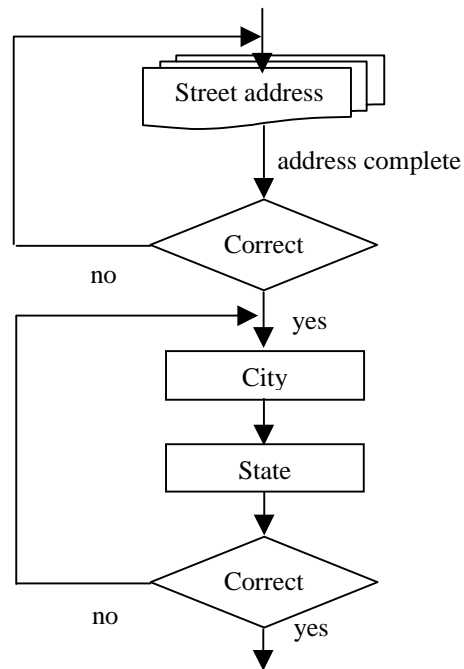 Street address
address complete
Correct
no
yes
City
State
Correct
no
yes